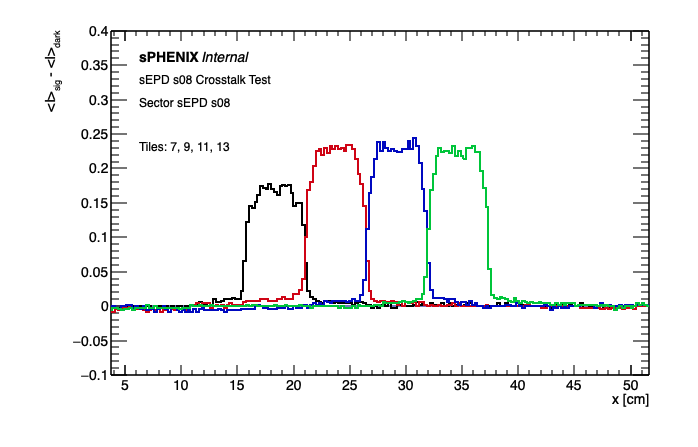 <I>sig - <I>dark
0.4
0.35
0.3
0.25
0.2
0.15
0.1
0.05
0
−0.05
−0.1
sPHENIX Internal
sEPD s08 Crosstalk Test
Sector sEPD s08
Tiles: 7, 9, 11, 13
5 10 15 20 25 30 35 40 45 50
x [cm]